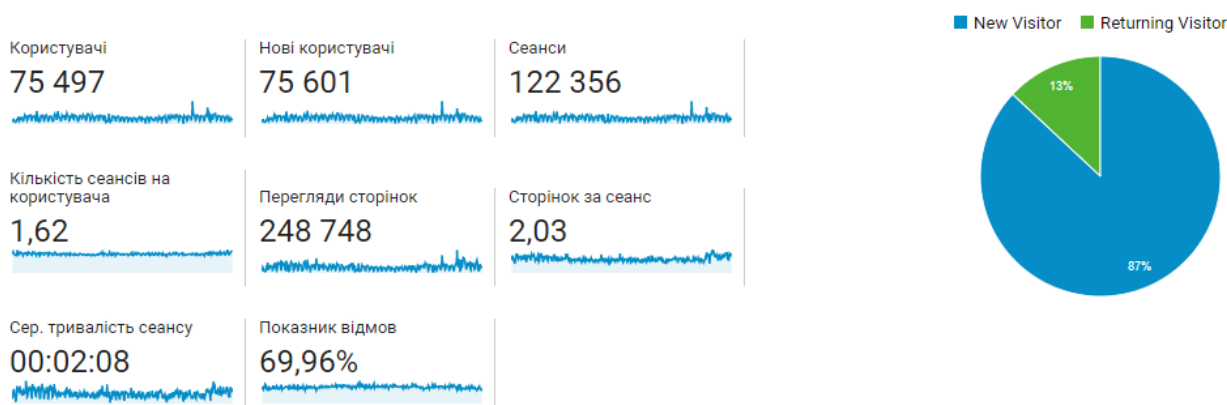 New Visitor
Returning Visitor
Користувачі
Нові користувачі
Сеанси
75 497
75 601
122 356
13%
87%
Кількість сеансів на
користувача
Перегляди сторінок
Сторінок за сеанс
1,62
248 748
2,03
Сер. тривалість сеансу
Показник відмов
00:02:08
69,96%